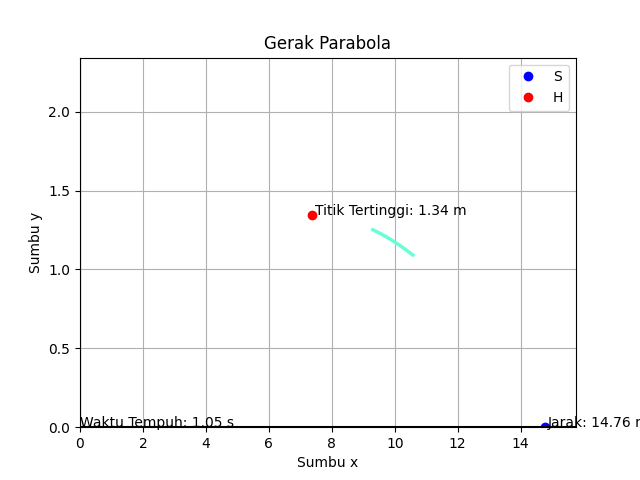 Gerak Parabola
S
H
2.0
1.5
1.0
0.5
0.0
Sumbu y
Titik Tertinggi: 1.34 m
Waktu Tempuh: 1.05 s
Jarak: 14.76 m
0 2 4 6 8 10 12 14
Sumbu x